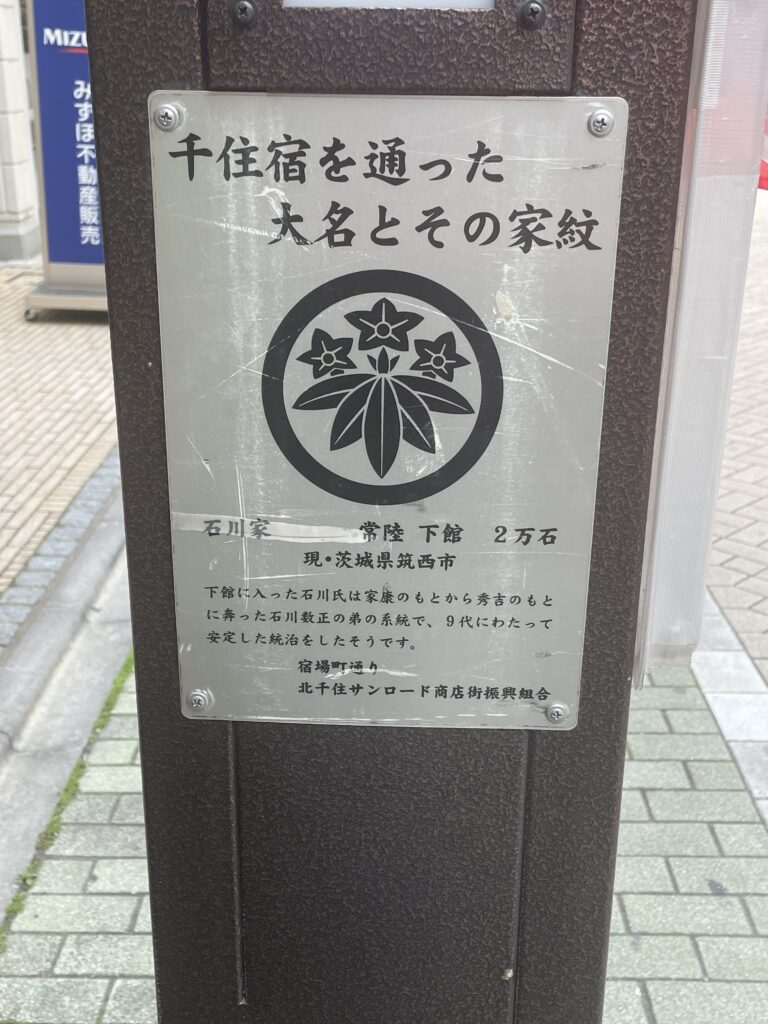 MIZU
みずほ不動産販売
千住宿を通った
大名とその家紋
石川家 常陸 下館 2万石
現・茨城県筑西市
下館に入った石川氏は家康のもとから秀吉のもと
に奔った石川数正の弟の系統で、9代にわたって
安定した統治をしたそうです。
宿場町通り
北千住サンロード商店街振興組合